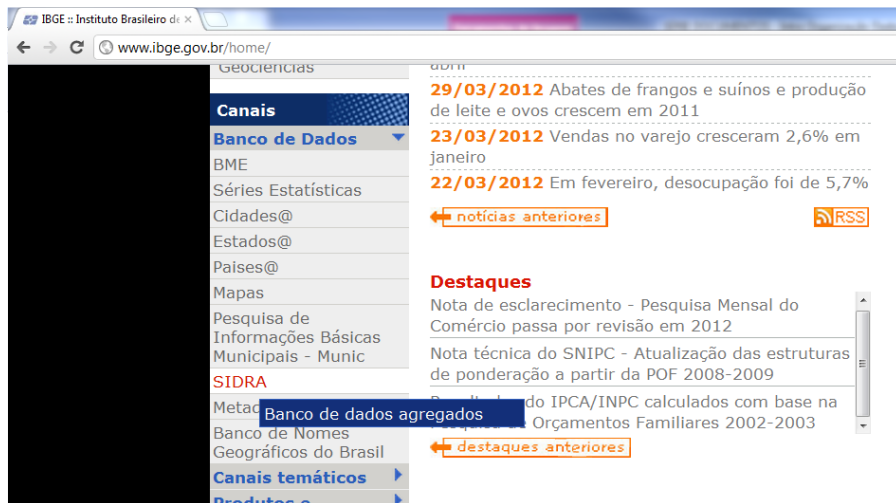 IBGE :: Instituto Brasileiro de
www.ibge.gov.br/home/
Geociências
Canais
Banco de Dados
BME
Séries Estatísticas
Cidades@
Estados@
Paises@
Mapas
Pesquisa de
Informações Básicas
Municipais - Munic
SIDRA
Banco de dados agregados
Banco de Nomes
Geográficos do Brasil
Canais temáticos
Produtos e
abril
29/03/2012 Abates de frangos e suínos e produção
de leite e ovos crescem em 2011
23/03/2012 Vendas no varejo cresceram 2,6% em
janeiro
22/03/2012 Em fevereiro, desocupação foi de 5,7%
notícias anteriores
RSS
Destaques
Nota de esclarecimento - Pesquisa Mensal do
Comércio passa por revisão em 2012
Nota técnica do SNIPC - Atualização das estruturas
de ponderação a partir da POF 2008-2009
do IPCA/INPC calculados com base na
Orçamentos Familiares 2002-2003
destaques anteriores